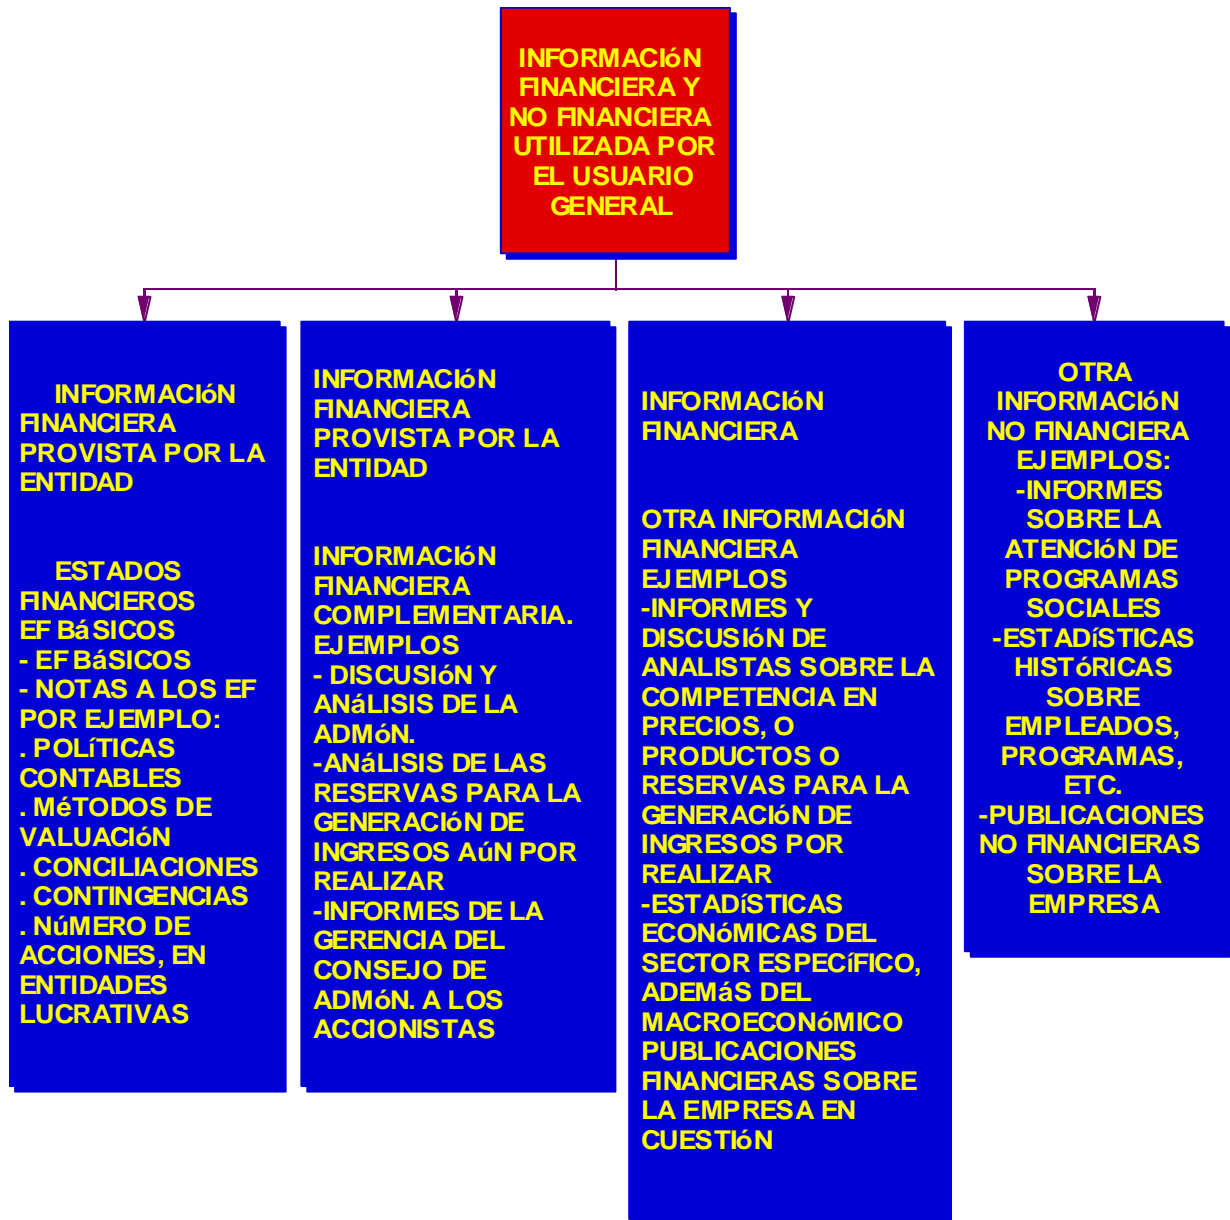 INFORMACIóN
FINANCIERA Y
NO FINANCIERA
UTILIZADA POR
EL USUARIO
GENERAL
INFORMACIóN
FINANCIERA
PROVISTA POR LA
ENTIDAD
ESTADOS
FINANCIEROS
EF BáSICOS
- EF BáSICOS
- NOTAS A LOS EF
POR EJEMPLO:
. POLíTICAS
CONTABLES
. MéTODOS DE
VALUACIóN
. CONCILIACIONES
. CONTINGENCIAS
. NúMERO DE
ACCIONES, EN
ENTIDADES
LUCRATIVAS
INFORMACIóN
FINANCIERA
PROVISTA POR LA
ENTIDAD
INFORMACIóN
FINANCIERA
COMPLEMENTARIA.
EJEMPLOS
- DISCUSIóN Y
ANáLISIS DE LA
ADMóN.
-ANáLISIS DE LAS
RESERVAS PARA LA
GENERACIóN DE
INGRESOS AúN POR
REALIZAR
-INFORMES DE LA
GERENCIA DEL
CONSEJO DE
ADMóN. A LOS
ACCIONISTAS
INFORMACIóN
FINANCIERA
OTRA INFORMACIóN
FINANCIERA
EJEMPLOS
-INFORMES Y
DISCUSIóN DE
ANALISTAS SOBRE LA
COMPETENCIA EN
PRECIOS, O
PRODUCTOS O
RESERVAS PARA LA
GENERACIóN DE
INGRESOS POR
REALIZAR
-ESTADíSTICAS
ECONóMICAS DEL
SECTOR ESPECíFICO,
ADEMáS DEL
MACROECONóMICO
PUBLICACIONES
FINANCIERAS SOBRE
LA EMPRESA EN
CUESTIóN
OTRA
INFORMACIóN
NO FINANCIERA
EJEMPLOS:
-INFORMES
SOBRE LA
ATENCIóN DE
PROGRAMAS
SOCIALES
-ESTADíSTICAS
HISTóRICAS
SOBRE
EMPLEADOS,
PROGRAMAS,
ETC.
-PUBLICACIONES
NO FINANCIERAS
SOBRE LA
EMPRESA